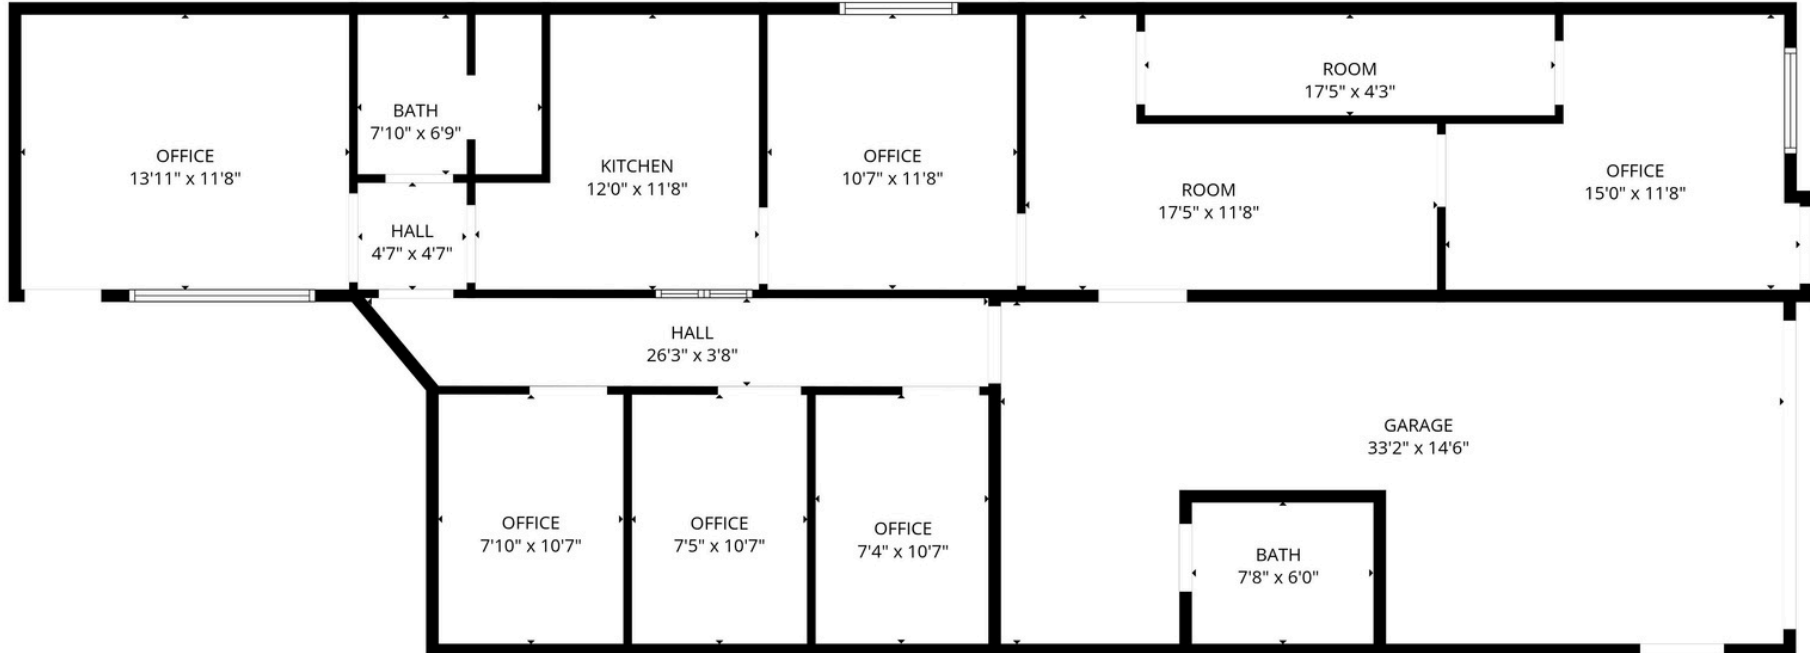 OFFICE
13'11" x 11'8"
BATH
7'10" x 6'9"
HALL
4'7" x 4'7"
KITCHEN
12'0" x 11'8"
OFFICE
10'7" x 11'8"
ROOM
17'5" x 4'3"
ROOM
17'5" x 11'8"
OFFICE
15'0" x 11'8"
HALL
26'3" x 3'8"
OFFICE
7'10" x 10'7"
OFFICE
7'5" x 10'7"
OFFICE
7'4" x 10'7"
GARAGE
33'2" x 14'6"
BATH
7'8" x 6'0"